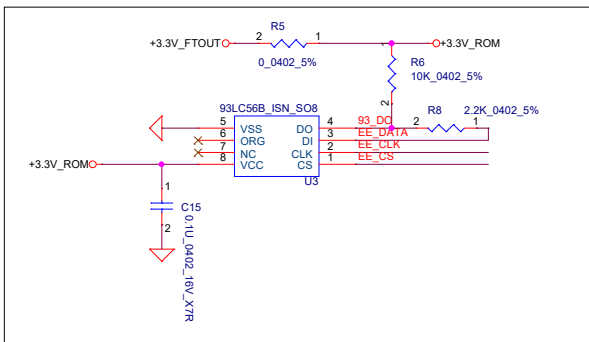 R5
+3.3V_FTOUT 2 1 +3.3V_ROM
0_0402_5%
1
R6
10K_0402_5%
2
93LC56B_ISN_SO8
93_DO
R8
2.2K_0402_5%
5 VSS DO 4
2 1
6 ORG DI 3 EE_DATA
7 NC CLK 2 EE_CLK
+3.3V_ROM 8 VCC CS 1 EE_CS
U3
1
C15
2
0.1U_0402_16V_X7R